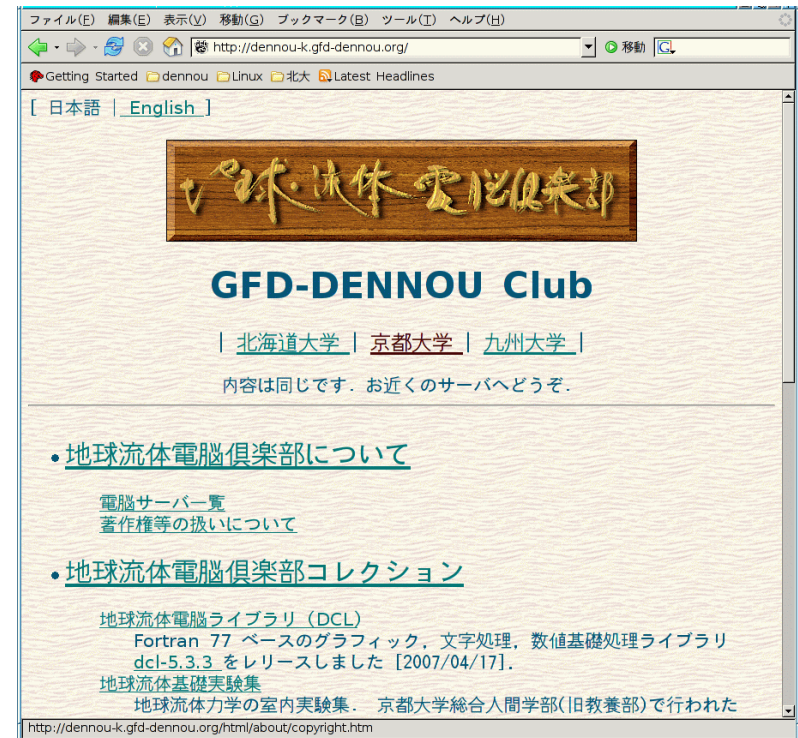 ファイル(F) 編集(E) 表示(V) 移動(G) ブックマーク(B) ツール(T) ヘルプ(H)
http://dennou-k.gfd-dennou.org/ 移動 G
Getting Started dennou Linux 北大 Latest Headlines
[ 日本語 | English ]
地球・流体 電脳倶楽部
GFD-DENNOU Club
| 北海道大学 | 京都大学 | 九州大学 |
内容は同じです．お近くのサーバへどうぞ．
地球流体電脳倶楽部について
電脳サーバ一覧
著作権等の扱いについて
地球流体電脳倶楽部コレクション
地球流体電脳ライブラリ (DCL)
Fortran 77 ベースのグラフィック，文字処理，数値基礎処理ライブラリ
dcl-5.3.3 をリリースしました [2007/04/17]．
地球流体基礎実験集
地球流体力学の室内実験集． 京都大学総合人間学部(旧教養部)で行われた
http://dennou-k.gfd-dennou.org/html/about/copyright.htm